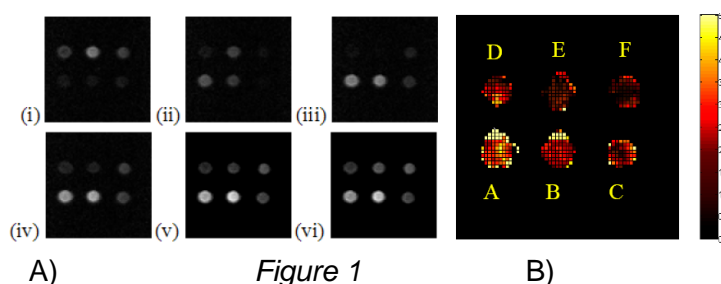 (i) (ii) (iii)
D E F
A B C
(iv) (v) (vi)
A) Figure 1 B)